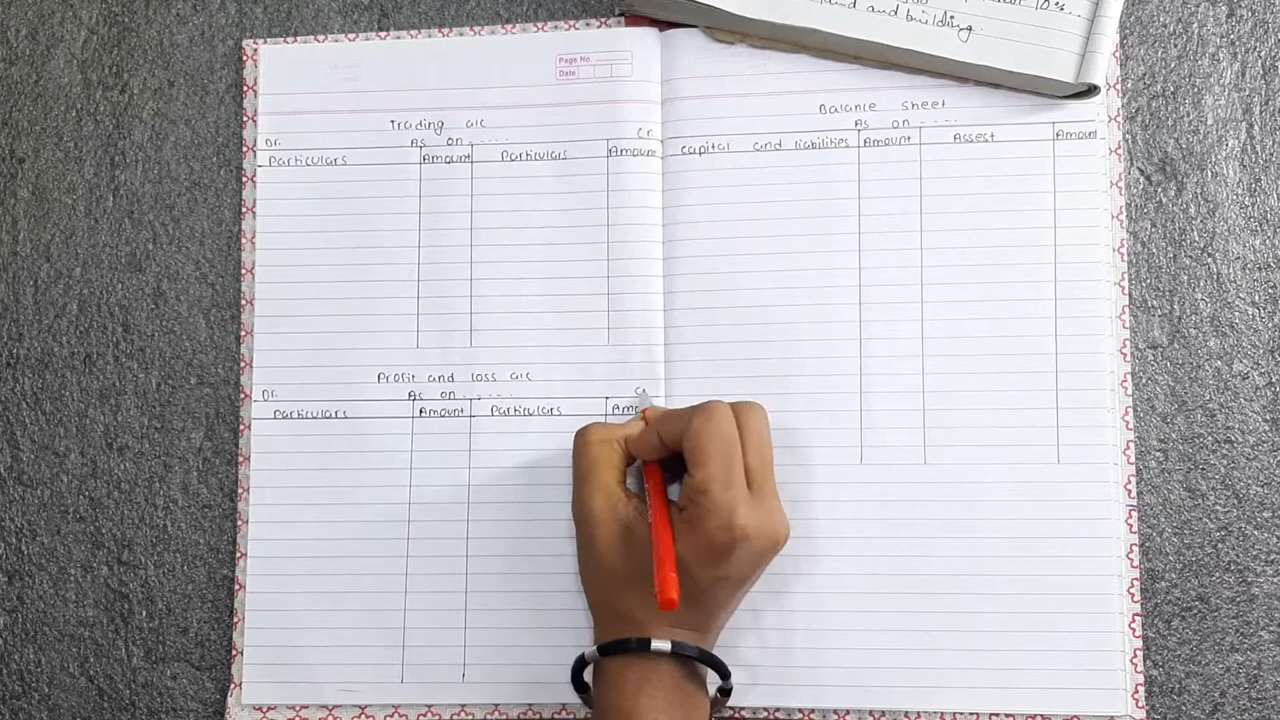 10%
and building.
Page No.
Date
Trading a/c
Dr. As on ..... Cr.
Particulars Amount Particulars Amount
Profit and loss a/c
Dr. As on ......
Particulars Amount Particulars
Balance sheet
As on .....
capital and liabilities Amount Assest Amount